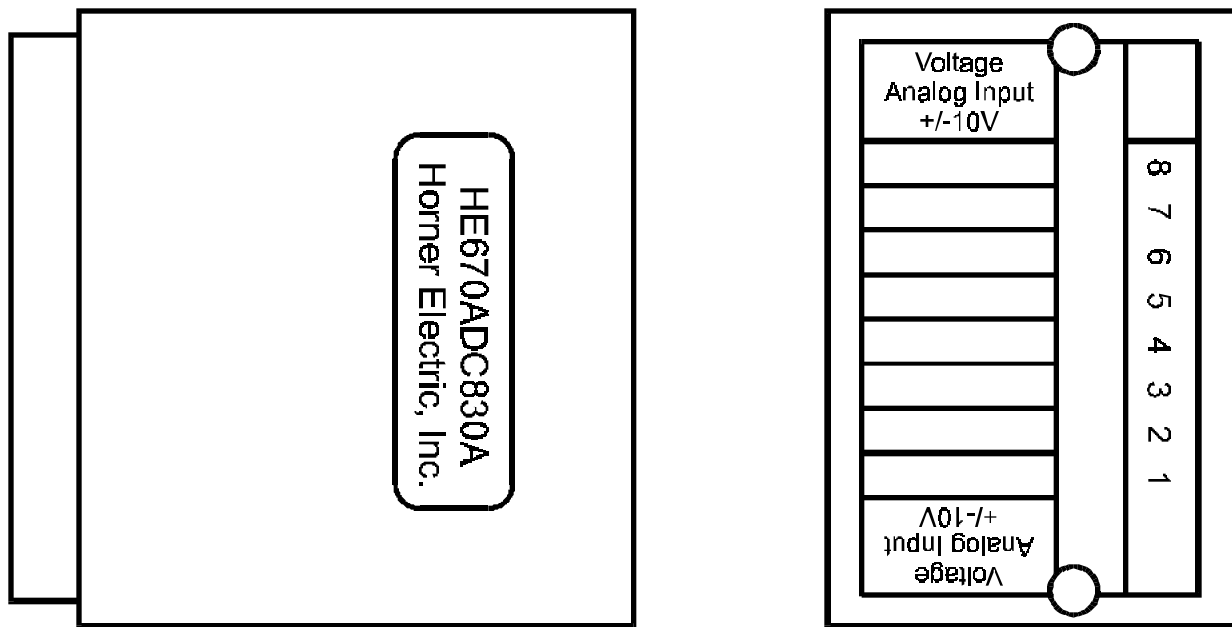 HE670ADC830A
Horner Electric, Inc.
Voltage
Analog Input
+/-10V
8
7
6
5
4
3
2
1
Voltage
Analog Input
+/-10V